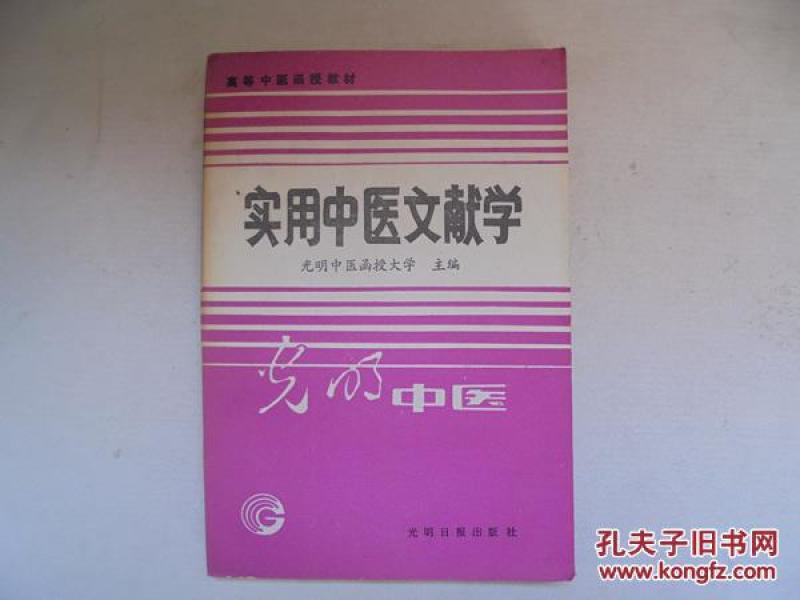 高等中医函授教材
实用中医文献学
光明中医函授大学 主编
光明中医
光明日报出版社
孔夫子旧书网
www.kongfz.com